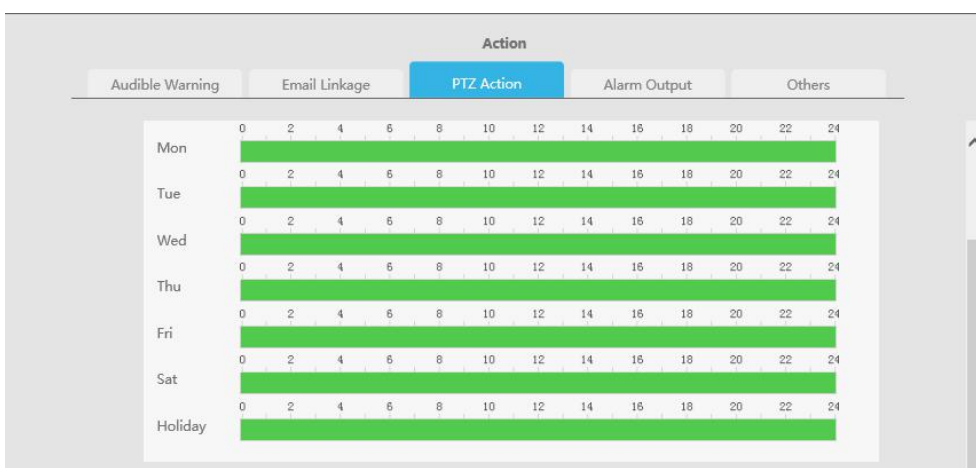 Action
Audible Warning Email Linkage PTZ Action Alarm Output Others
0 2 4 6 8 10 12 14 16 18 20 22 24
Mon
0 2 4 6 8 10 12 14 16 18 20 22 24
Tue
0 2 4 6 8 10 12 14 16 18 20 22 24
Wed
0 2 4 6 8 10 12 14 16 18 20 22 24
Thu
0 2 4 6 8 10 12 14 16 18 20 22 24
Fri
0 2 4 6 8 10 12 14 16 18 20 22 24
Sat
0 2 4 6 8 10 12 14 16 18 20 22 24
Holiday